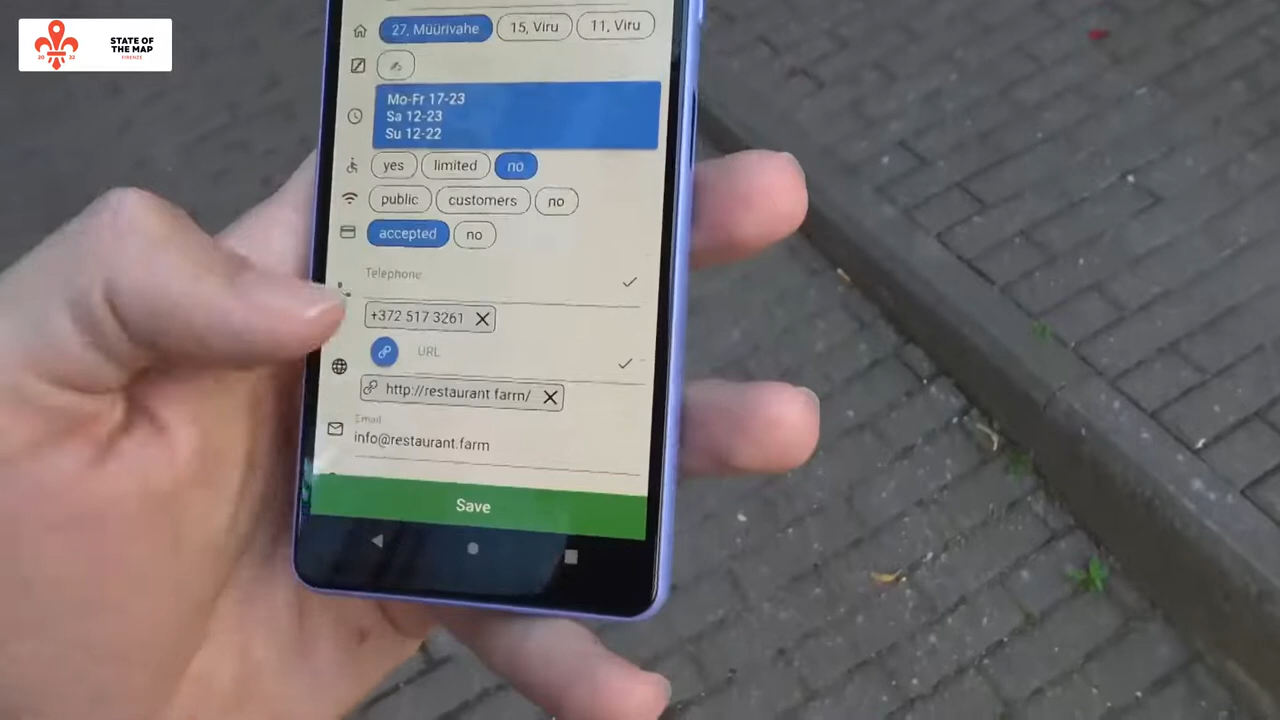 STATE OF
THE MAP
FIRENZE
20 22
27, Müürivahe 15, Viru 11, Viru
Mo-Fr 17-23
Sa 12-23
Su 12-22
yes limited no
public customers no
accepted no
Telephone
+372 517 3261
URL
http://restaurant farm/
Email
info@restaurant.farm
Save